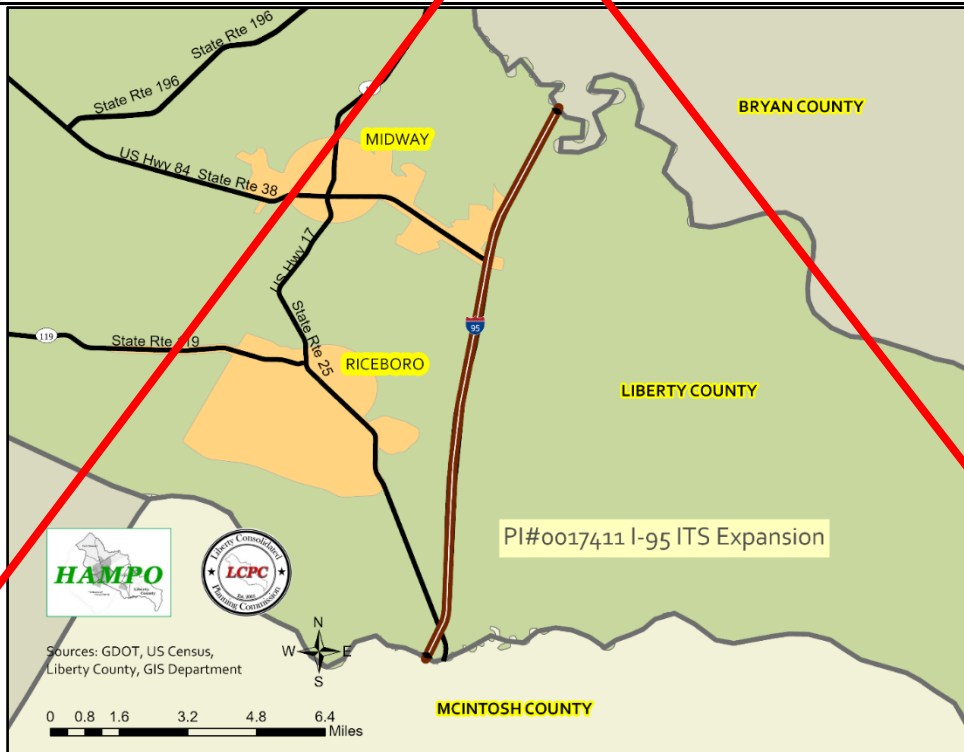 State Rte 196
State Rte 196
BRYAN COUNTY
MIDWAY
US Hwy 84 State Rte 38
US Hwy 17
95
119
State Rte 119
State Rte 25
RICEBORO
LIBERTY COUNTY
PI#0017411 I-95 ITS Expansion
HAMPO
Liberty Consolidated
LCPC
Planning Commission
N
W E
S
Sources: GDOT, US Census,
Liberty County, GIS Department
MCINTOSH COUNTY
0 0.8 1.6 3.2 4.8 6.4
Miles